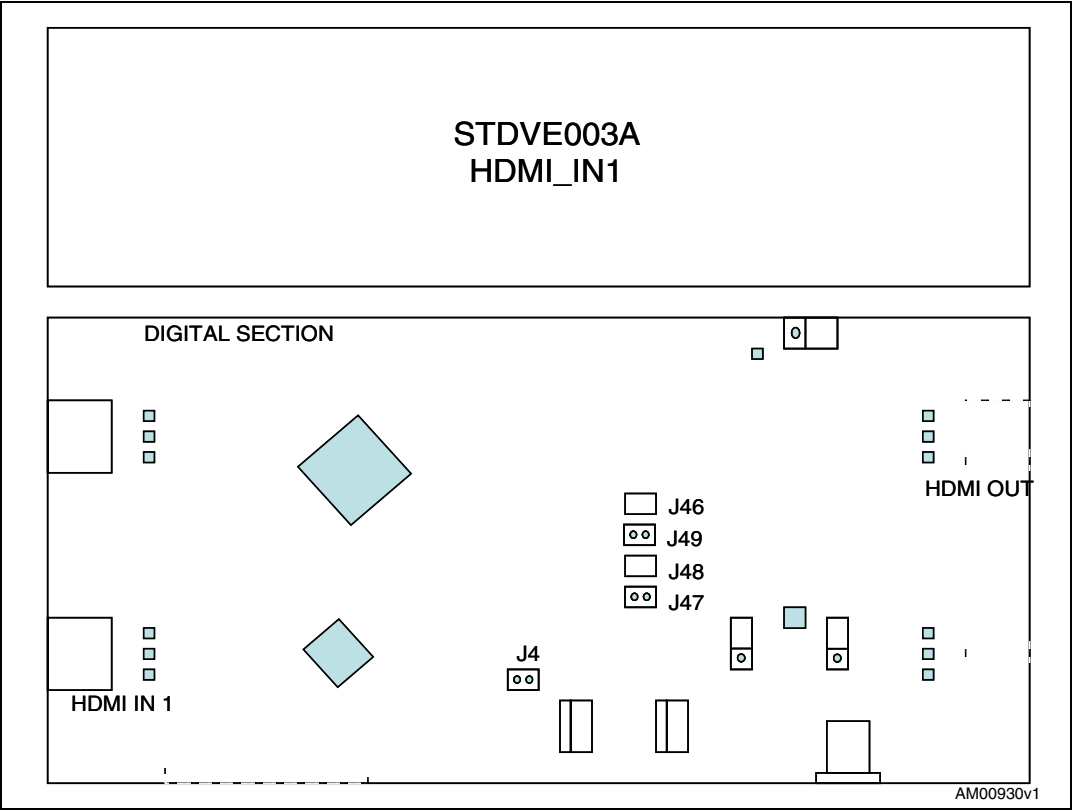 STDVE003A
HDMI_IN1
DIGITAL SECTION
HDMI OUT
J46
J49
J48
J47
J4
HDMI IN 1
AM00930v1